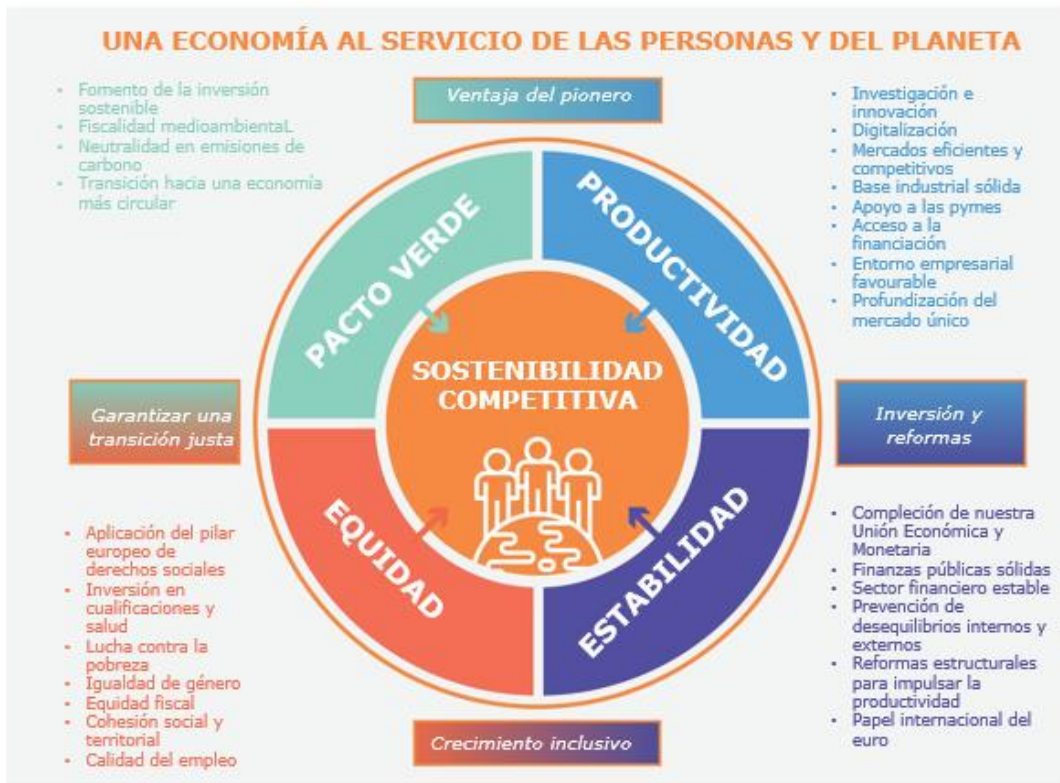 UNA ECONOMÍA AL SERVICIO DE LAS PERSONAS Y DEL PLANETA
• Fomento de la inversión
sostenible
• Fiscalidad medioambientaL
• Neutralidad en emisiones de
carbono
• Transición hacia una economía
más circular
Ventaja del pionero
• Investigación e
innovación
• Digitalización
• Mercados eficientes y
competitivos
• Base industrial sólida
• Apoyo a las pymes
• Acceso a la
financiación
• Entorno empresarial
favourable
• Profundización del
mercado único
PACTO VERDE
PRODUCTIVIDAD
SOSTENIBILIDAD
COMPETITIVA
Garantizar una
transición justa
Inversión y
reformas
EQUIDAD
ESTABILIDAD
• Aplicación del pilar
europeo de
derechos sociales
• Inversión en
cualificaciones y
salud
• Lucha contra la
pobreza
• Igualdad de género
• Equidad fiscal
• Cohesión social y
territorial
• Calidad del empleo
Crecimiento inclusivo
• Compleción de nuestra
Unión Económica y
Monetaria
• Finanzas públicas sólidas
• Sector financiero estable
• Prevención de
desequilibrios internos y
externos
• Reformas estructurales
para impulsar la
productividad
• Papel internacional del
euro